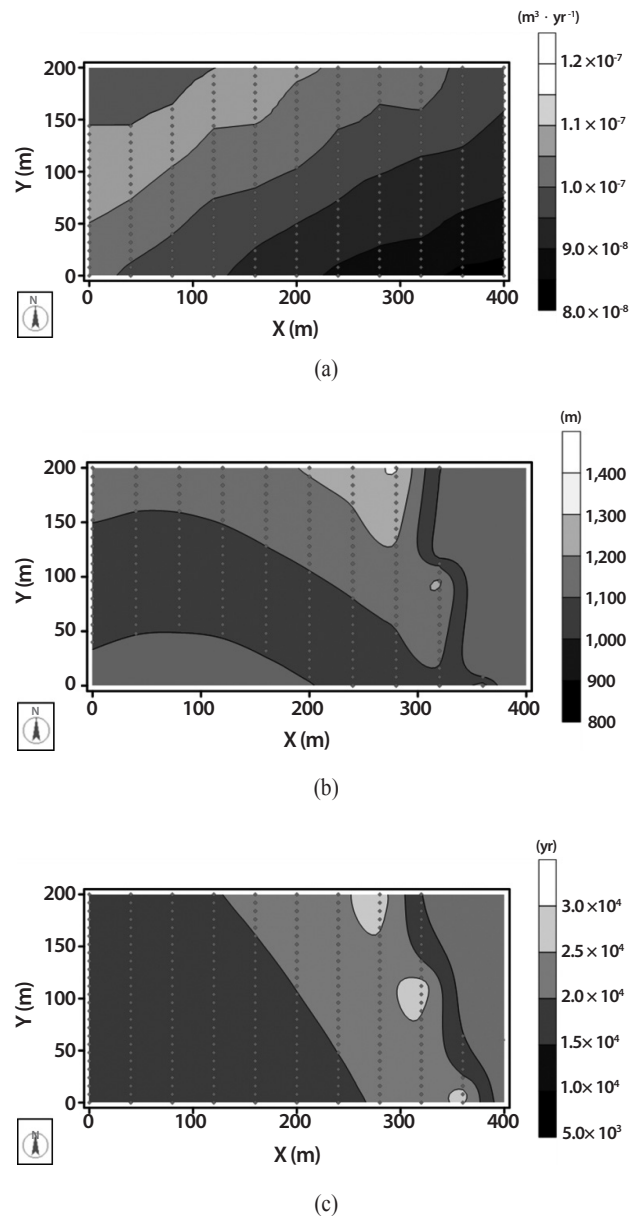 (m³ · yr⁻¹)
200
150
Y (m)
100
50
0
0 100 200 300 400
X (m)
N
1.2×10⁻⁷
1.1×10⁻⁷
1.0×10⁻⁷
9.0×10⁻⁸
8.0×10⁻⁸
(a)
(m)
200
150
Y (m)
100
50
0
0 100 200 300 400
X (m)
N
1,400
1,300
1,200
1,100
1,000
900
800
(b)
(yr)
200
150
Y (m)
100
50
0
0 100 200 300 400
X (m)
N
3.0×10⁴
2.5×10⁴
2.0×10⁴
1.5×10⁴
1.0×10⁴
5.0×10³
(c)